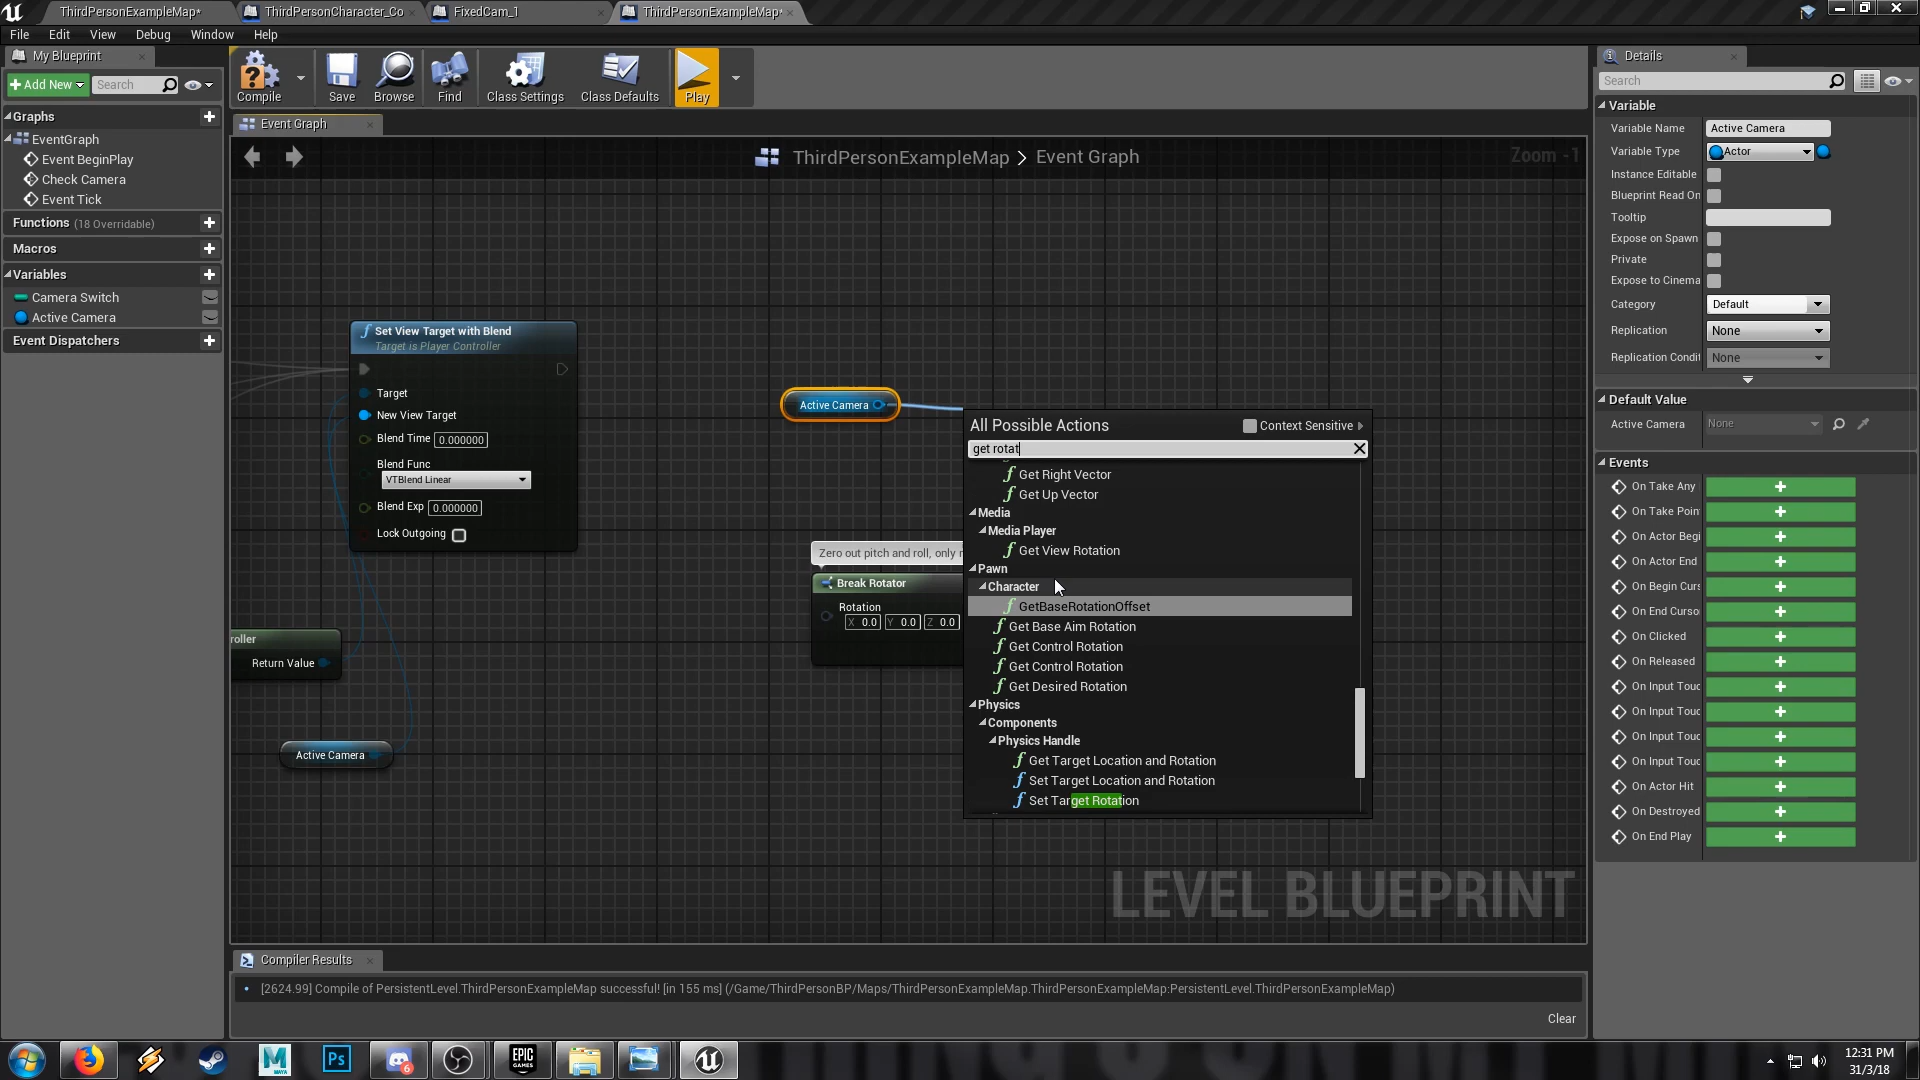 ThirdPersonExampleMap*
ThirdPersonCharacter_Co
FixedCam_1
ThirdPersonExampleMap*
File Edit View Debug Window Help
My Blueprint
Add New
Search
Graphs
EventGraph
Event BeginPlay
Check Camera
Event Tick
Functions (18 Overridable)
Macros
Variables
Camera Switch
Active Camera
Event Dispatchers
Compile
Save
Browse
Find
Class Settings
Class Defaults
Play
Event Graph
ThirdPersonExampleMap > Event Graph
Zoom -1
Set View Target with Blend
Target is Player Controller
Target
New View Target
Blend Time 0.000000
Blend Func
VTBlend Linear
Blend Exp 0.000000
Lock Outgoing
roller
Return Value
Active Camera
Active Camera
Zero out pitch and roll, only r
Break Rotator
Rotation
X 0.0 Y 0.0 Z 0.0
All Possible Actions
Context Sensitive
get rotat
Get Right Vector
Get Up Vector
Media
Media Player
Get View Rotation
Pawn
Character
GetBaseRotationOffset
Get Base Aim Rotation
Get Control Rotation
Get Control Rotation
Get Desired Rotation
Physics
Components
Physics Handle
Get Target Location and Rotation
Set Target Location and Rotation
Set Target Rotation
LEVEL BLUEPRINT
Compiler Results
[2624.99] Compile of PersistentLevel.ThirdPersonExampleMap successful! [in 155 ms] (/Game/ThirdPersonBP/Maps/ThirdPersonExampleMap.ThirdPersonExampleMap:PersistentLevel.ThirdPersonExampleMap)
Clear
Details
Search
Variable
Variable Name Active Camera
Variable Type Actor
Instance Editable
Blueprint Read On
Tooltip
Expose on Spawn
Private
Expose to Cinema
Category Default
Replication None
Replication Condit None
Default Value
Active Camera None
Events
On Take Any
On Take Poin
On Actor Begi
On Actor End
On Begin Curs
On End Curso
On Clicked
On Released
On Input Touc
On Input Touc
On Input Touc
On Input Touc
On Actor Hit
On Destroyed
On End Play
M
MAYA
Ps
6
EPIC
GAMES
12:31 PM
31/3/18